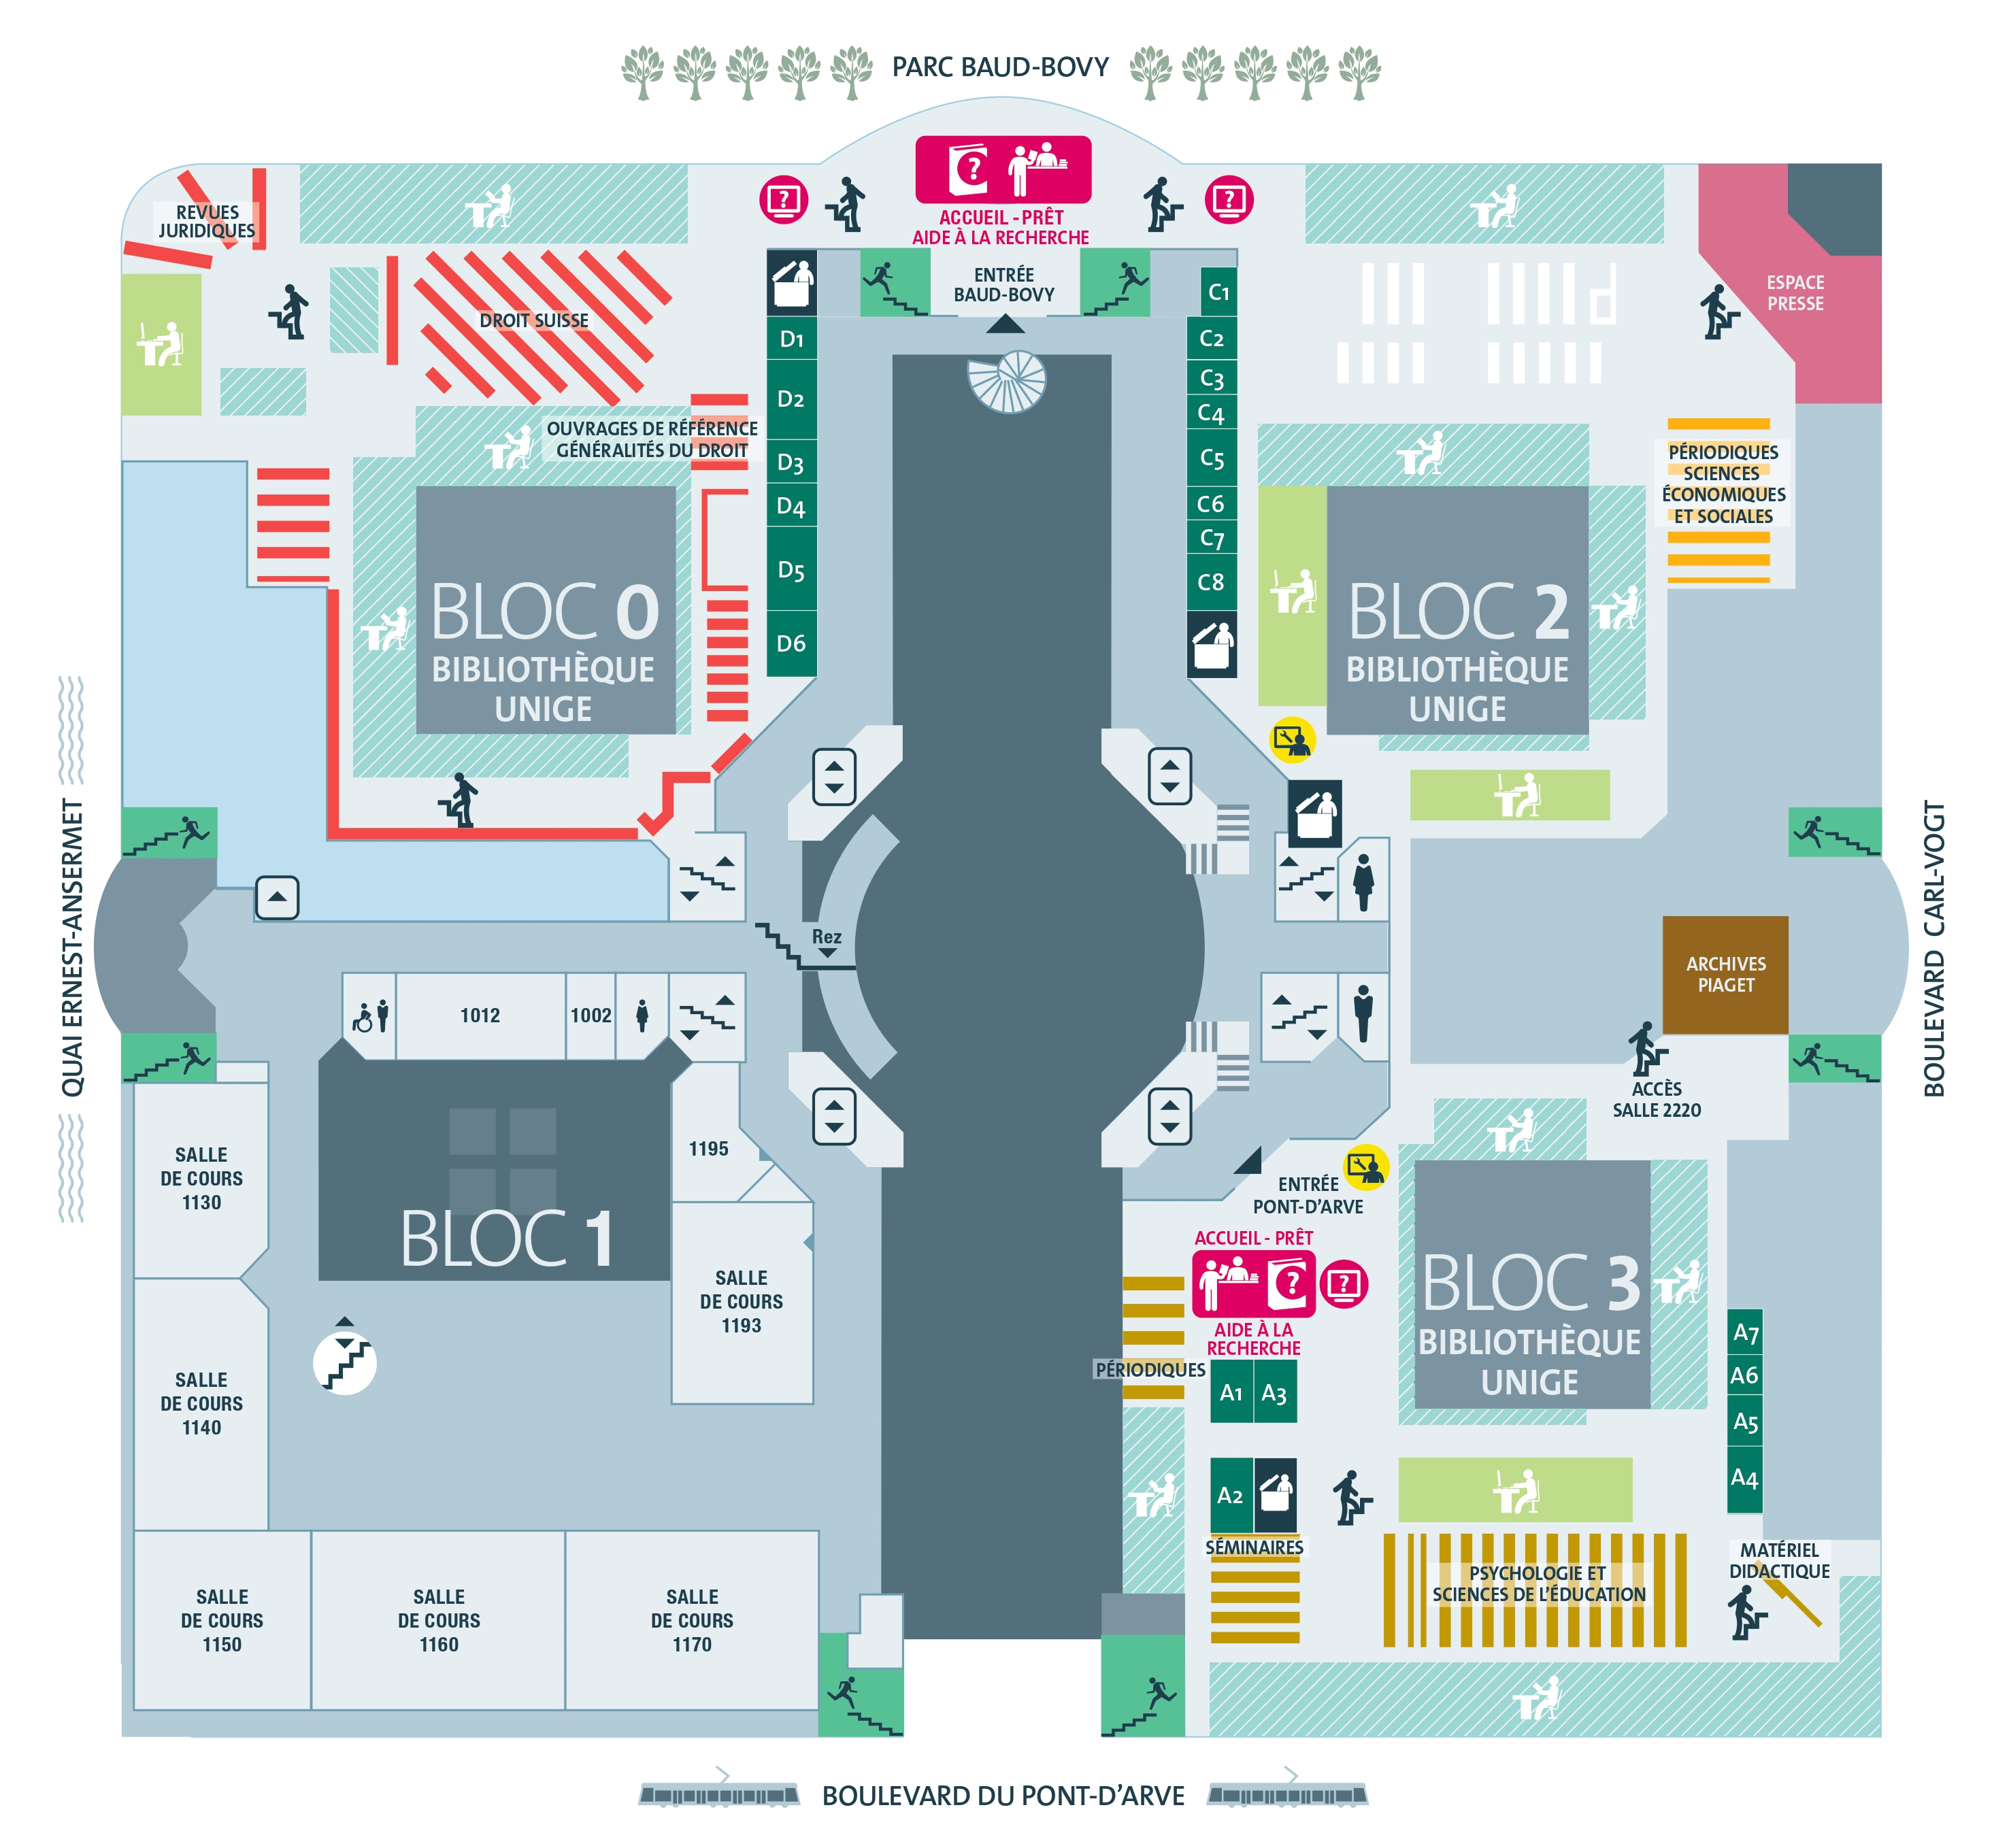 PARC BAUD-BOVY
REVUES
JURIDIQUES
ACCUEIL - PRÊT
AIDE À LA RECHERCHE
ENTRÉE
BAUD-BOVY
ESPACE
PRESSE
DROIT SUISSE
OUVRAGES DE RÉFÉRENCE
GÉNÉRALITÉS DU DROIT
D1
D2
D3
D4
D5
D6
C1
C2
C3
C4
C5
C6
C7
C8
PÉRIODIQUES
SCIENCES
ÉCONOMIQUES
ET SOCIALES
BLOC 0
BIBLIOTHÈQUE
UNIGE
BLOC 2
BIBLIOTHÈQUE
UNIGE
QUAI ERNEST-ANSERMET
BOULEVARD CARL-VOGT
Rez
ARCHIVES
PIAGET
1012
1002
ACCÈS
SALLE 2220
SALLE
DE COURS
1130
1195
BLOC 1
ENTRÉE
PONT-D'ARVE
ACCUEIL - PRÊT
AIDE À LA
RECHERCHE
BLOC 3
BIBLIOTHÈQUE
UNIGE
SALLE
DE COURS
1193
SALLE
DE COURS
1140
PÉRIODIQUES
A1
A3
A2
A7
A6
A5
A4
SÉMINAIRES
PSYCHOLOGIE ET
SCIENCES DE L'ÉDUCATION
MATÉRIEL
DIDACTIQUE
SALLE
DE COURS
1150
SALLE
DE COURS
1160
SALLE
DE COURS
1170
BOULEVARD DU PONT-D'ARVE